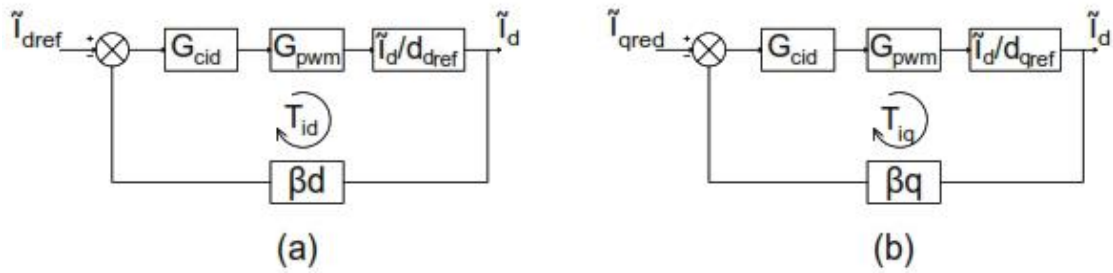 ĩdref + - Gcid Gpwm ĩd/ddref ĩd
Tid
βd
(a)
ĩqred + - Gcid Gpwm ĩd/dqref ĩd
Tiq
βq
(b)